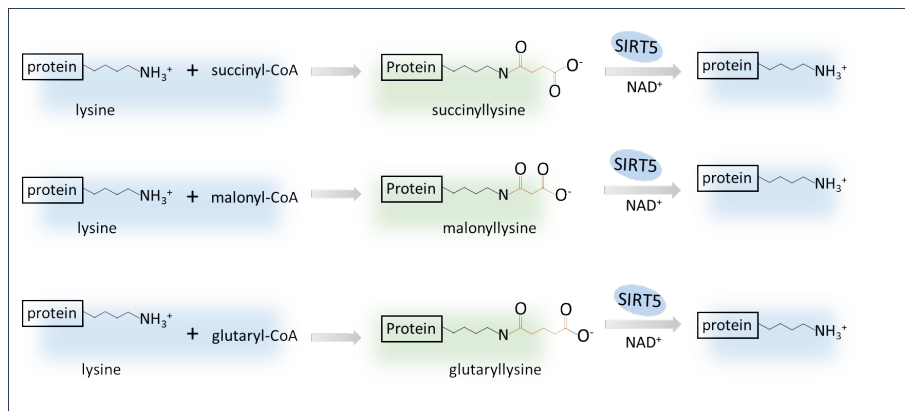 protein NH₃⁺ + succinyl-CoA Protein N O O O⁻ SIRT5 NAD⁺ protein NH₃⁺
lysine succinyllysine
protein NH₃⁺ + malonyl-CoA Protein N O O O⁻ SIRT5 NAD⁺ protein NH₃⁺
lysine malonyllysine
protein NH₃⁺ + glutaryl-CoA Protein N O O O⁻ SIRT5 NAD⁺ protein NH₃⁺
lysine glutaryllysine